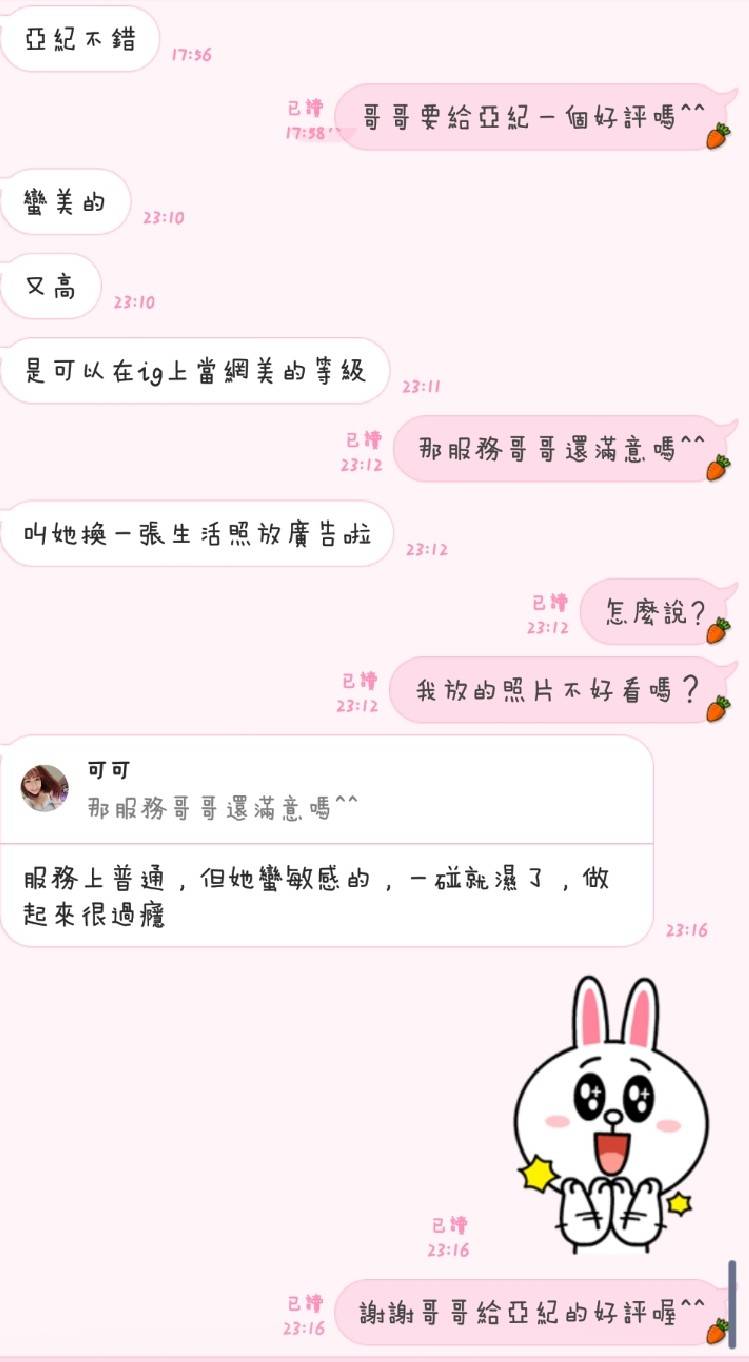 亞紀不錯
17:56
哥哥要給亞紀一個好評嗎^^
已讀
17:58
蠻美的
23:10
又高
23:10
是可以在ig上當網美的等級
23:11
那服務哥哥還滿意嗎^^
已讀
23:12
叫她換一張生活照放廣告啦
23:12
怎麼說?
已讀
23:12
我放的照片不好看嗎?
已讀
23:12
可可
那服務哥哥還滿意嗎^^
服務上普通,但她蠻敏感的,一碰就濕了,做
起來很過癮
23:16
已讀
23:16
謝謝哥哥給亞紀的好評喔^^
已讀
23:16